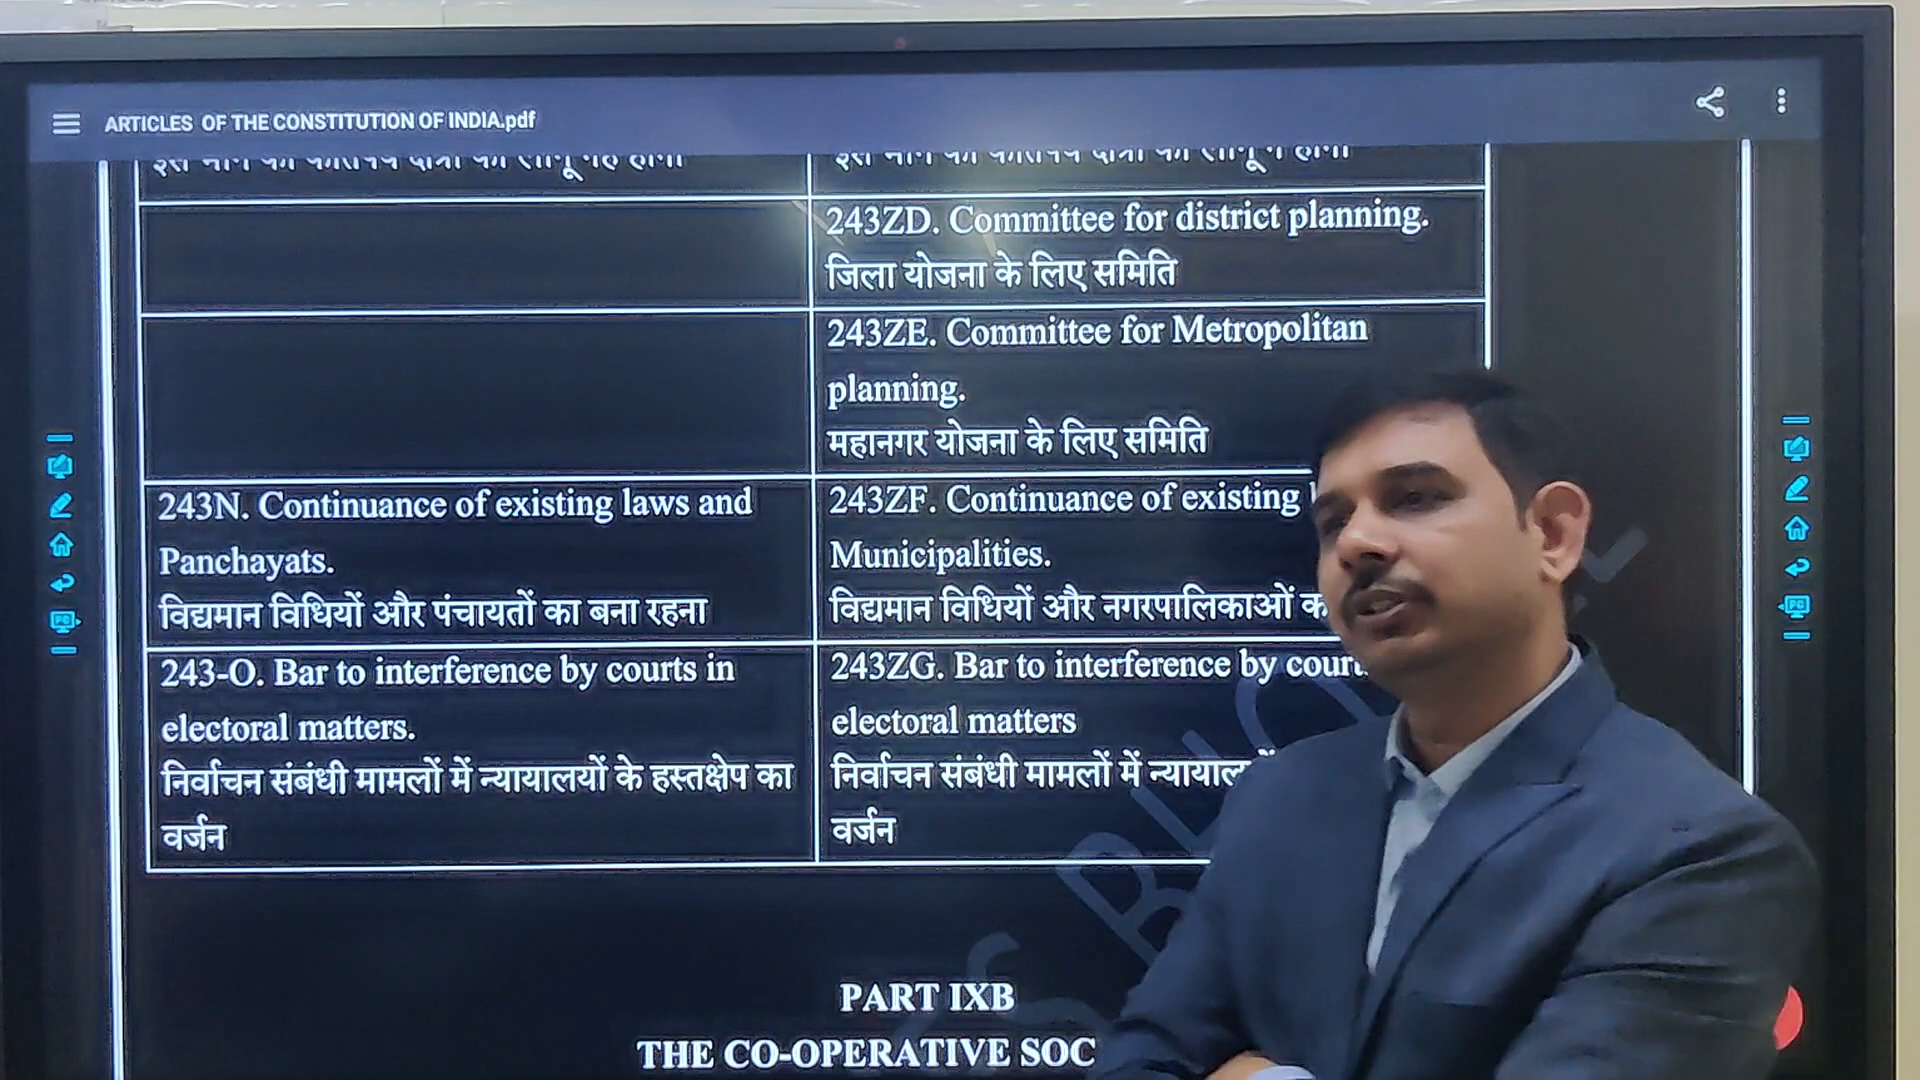 ARTICLES OF THE CONSTITUTION OF INDIA.pdf
243ZD. Committee for district planning.
जिला योजना के लिए समिति
243ZE. Committee for Metropolitan
planning.
महानगर योजना के लिए समिति
243N. Continuance of existing laws and
Panchayats.
विद्यमान विधियों और पंचायतों का बना रहना
243ZF. Continuance of existing
Municipalities.
विद्यमान विधियों और नगरपालिकाओं
243-O. Bar to interference by courts in
electoral matters.
निर्वाचन संबंधी मामलों में न्यायालयों के हस्तक्षेप का
वर्जन
243ZG. Bar to interference by
electoral matters
निर्वाचन संबंधी मामलों में
वर्जन
PART IXB
THE CO-OPERATIVE SOC